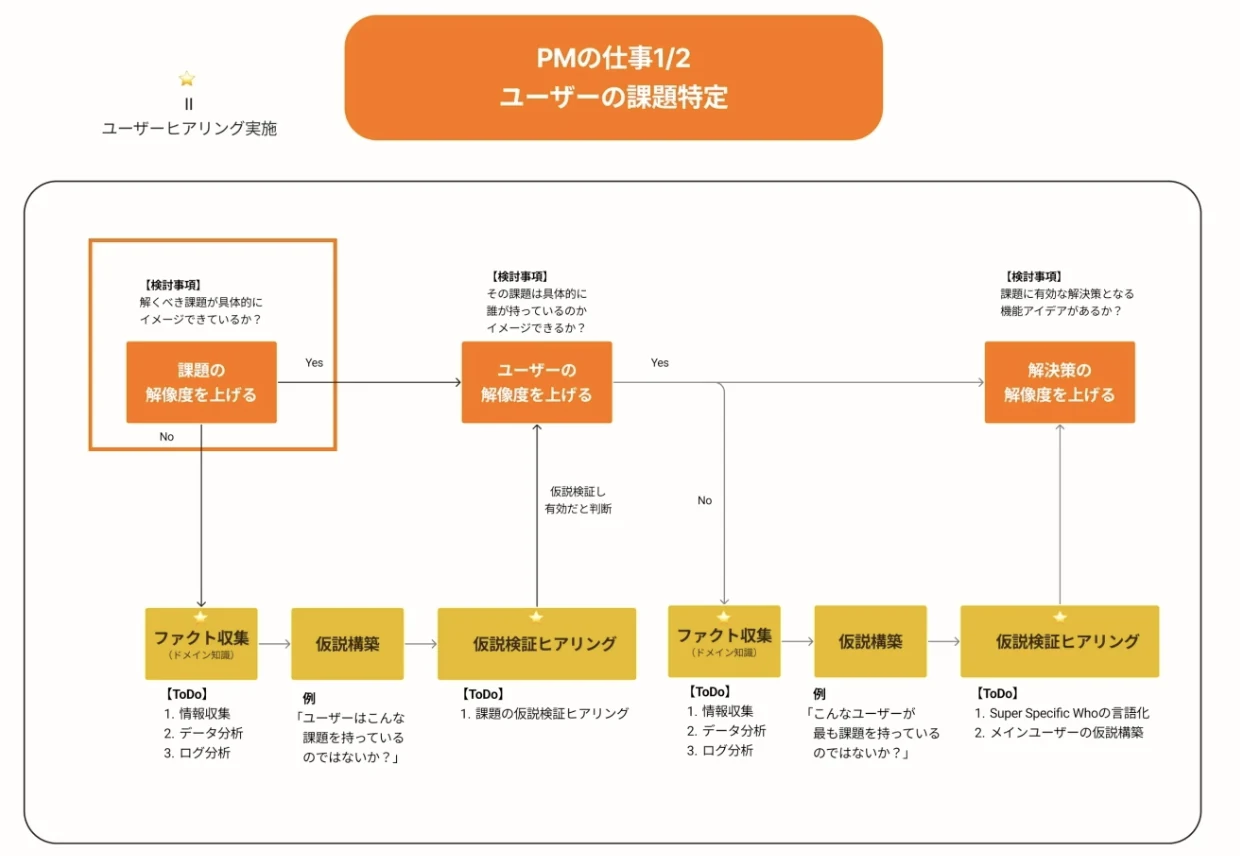 PMの仕事1/2
ユーザーの課題特定
⭐
II
ユーザーヒアリング実施
【検討事項】
解くべき課題が具体的に
イメージできているか？
課題の
解像度を上げる
Yes
No
【検討事項】
その課題は具体的に
誰が持っているのか
イメージできるか？
ユーザーの
解像度を上げる
Yes
No
【検討事項】
課題に有効な解決策となる
機能アイデアがあるか？
解決策の
解像度を上げる
仮説検証し
有効だと判断
ファクト収集
（ドメイン知識）
【ToDo】
1. 情報収集
2. データ分析
3. ログ分析
仮説構築
例
「ユーザーはこんな
課題を持っている
のではないか？」
仮説検証ヒアリング
【ToDo】
1. 課題の仮説検証ヒアリング
ファクト収集
（ドメイン知識）
【ToDo】
1. 情報収集
2. データ分析
3. ログ分析
仮説構築
例
「こんなユーザーが
最も課題を持っている
のではないか？」
仮説検証ヒアリング
【ToDo】
1. Super Specific Whoの言語化
2. メインユーザーの仮説構築